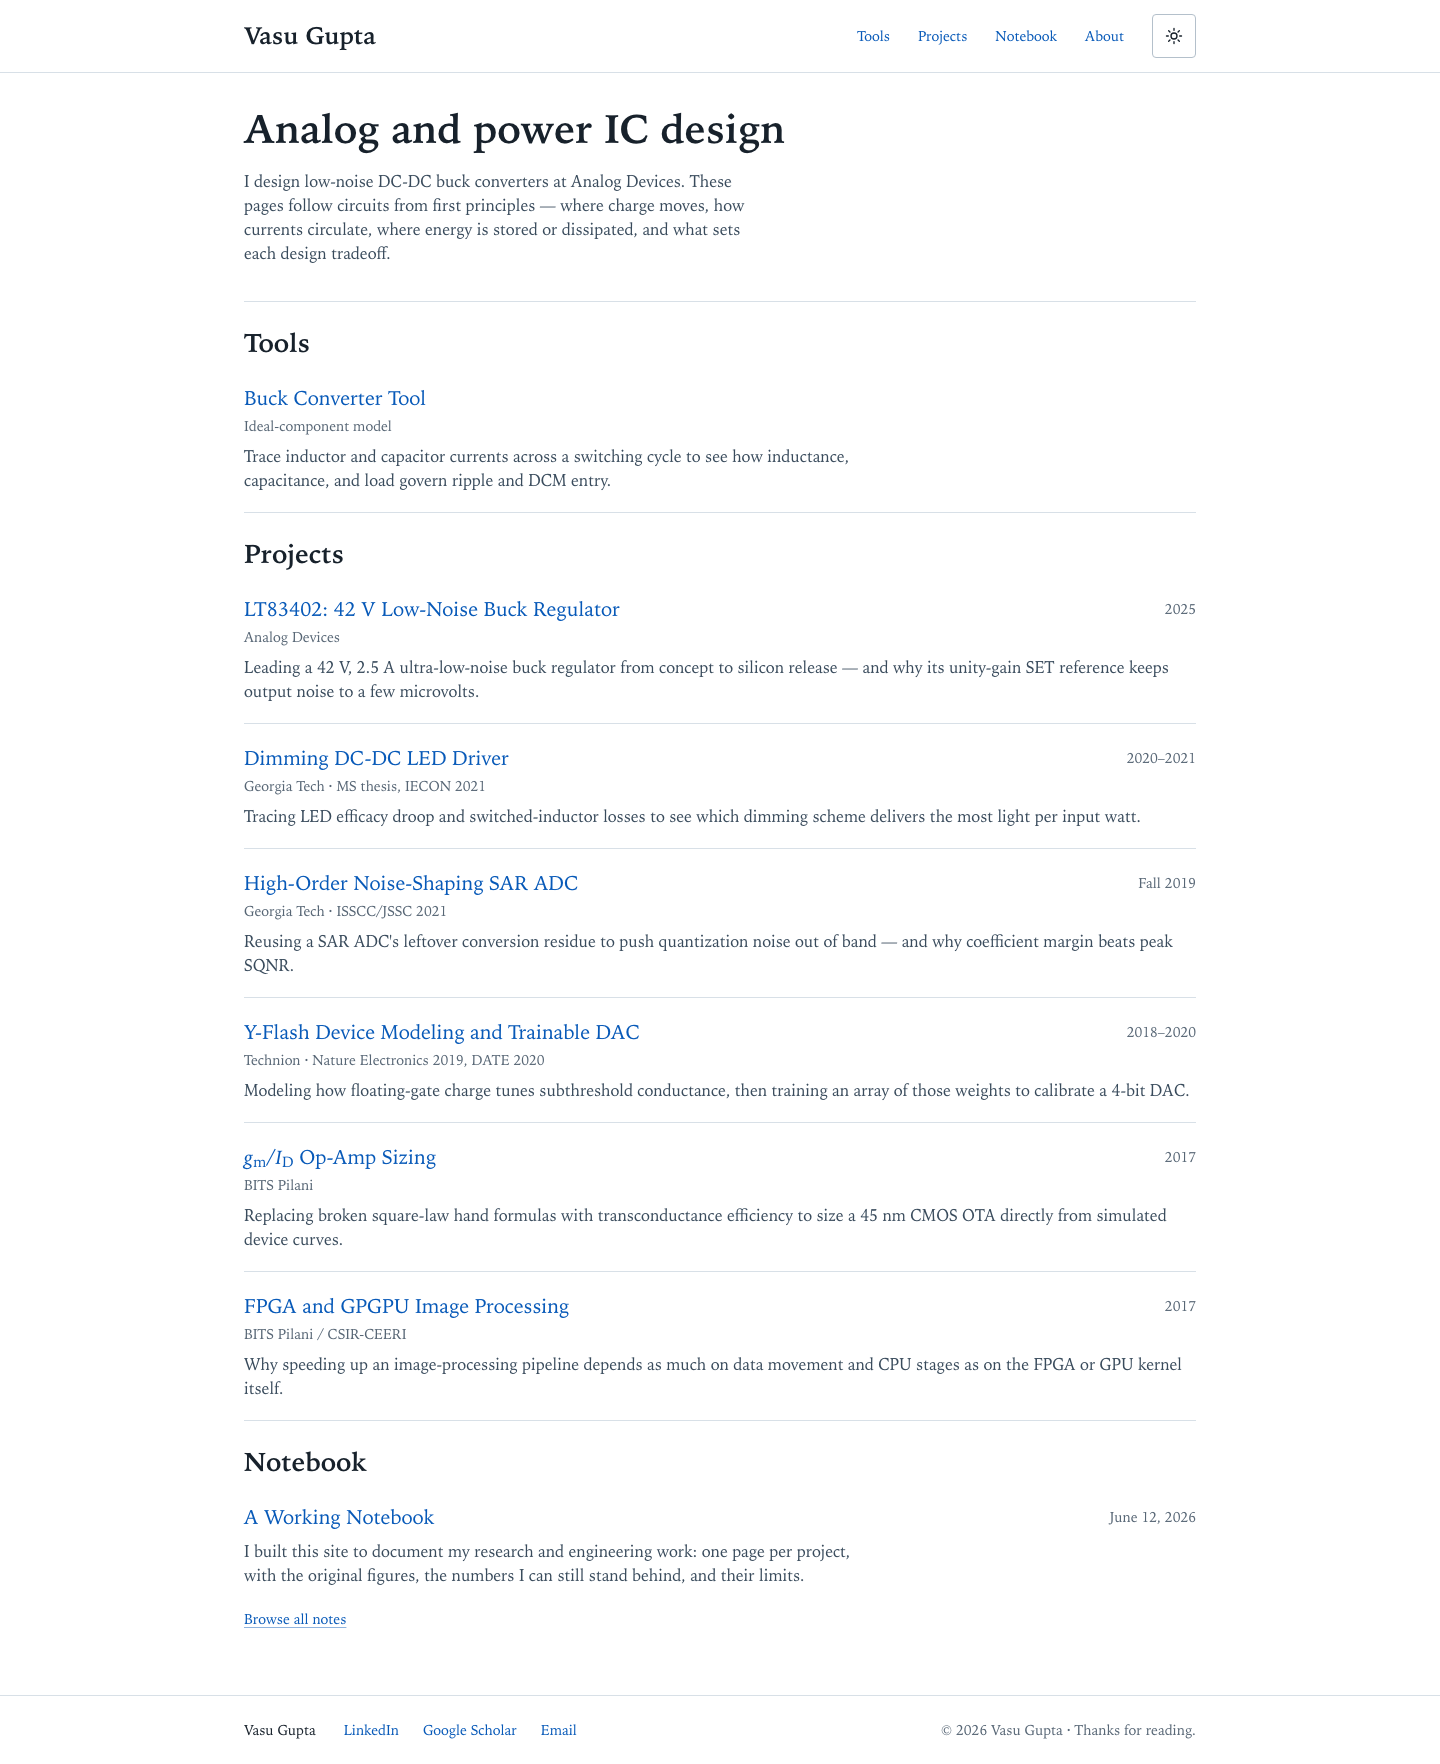 Vasu Gupta
Tools Projects Notebook About
Analog and power IC design
I design low-noise DC-DC buck converters at Analog Devices. These
pages follow circuits from first principles — where charge moves, how
currents circulate, where energy is stored or dissipated, and what sets
each design tradeoff.
Tools
Buck Converter Tool
Ideal-component model
Trace inductor and capacitor currents across a switching cycle to see how inductance,
capacitance, and load govern ripple and DCM entry.
Projects
LT83402: 42 V Low-Noise Buck Regulator 2025
Analog Devices
Leading a 42 V, 2.5 A ultra-low-noise buck regulator from concept to silicon release — and why its unity-gain SET reference keeps
output noise to a few microvolts.
Dimming DC-DC LED Driver 2020–2021
Georgia Tech · MS thesis, IECON 2021
Tracing LED efficacy droop and switched-inductor losses to see which dimming scheme delivers the most light per input watt.
High-Order Noise-Shaping SAR ADC Fall 2019
Georgia Tech · ISSCC/JSSC 2021
Reusing a SAR ADC's leftover conversion residue to push quantization noise out of band — and why coefficient margin beats peak
SQNR.
Y-Flash Device Modeling and Trainable DAC 2018–2020
Technion · Nature Electronics 2019, DATE 2020
Modeling how floating-gate charge tunes subthreshold conductance, then training an array of those weights to calibrate a 4-bit DAC.
gm/ID Op-Amp Sizing 2017
BITS Pilani
Replacing broken square-law hand formulas with transconductance efficiency to size a 45 nm CMOS OTA directly from simulated
device curves.
FPGA and GPGPU Image Processing 2017
BITS Pilani / CSIR-CEERI
Why speeding up an image-processing pipeline depends as much on data movement and CPU stages as on the FPGA or GPU kernel
itself.
Notebook
A Working Notebook June 12, 2026
I built this site to document my research and engineering work: one page per project,
with the original figures, the numbers I can still stand behind, and their limits.
Browse all notes
Vasu Gupta LinkedIn Google Scholar Email © 2026 Vasu Gupta · Thanks for reading.